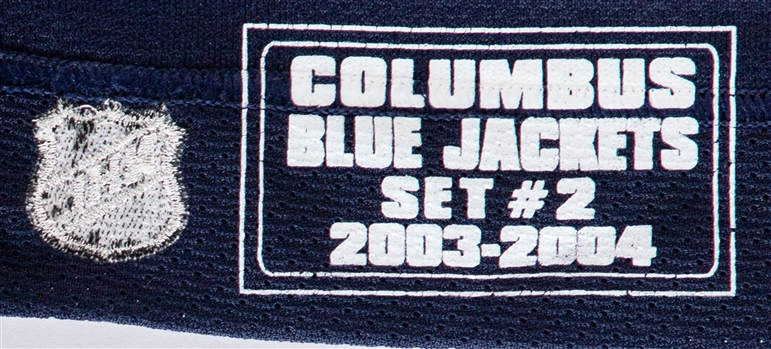 COLUMBUS
BLUE JACKETS
SET #2
2003-2004